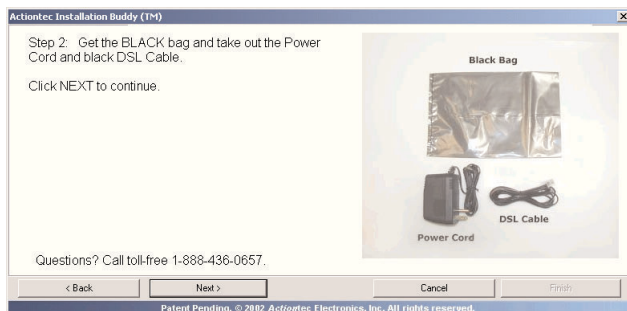 Actiontec Installation Buddy (TM)
Step 2: Get the BLACK bag and take out the Power
Cord and black DSL Cable.
Click NEXT to continue.
Black Bag
DSL Cable
Power Cord
Questions? Call toll-free 1-888-436-0657.
< Back
Next >
Cancel
Finish
Patent Pending. © 2002 Actiontec Electronics, Inc. All rights reserved.